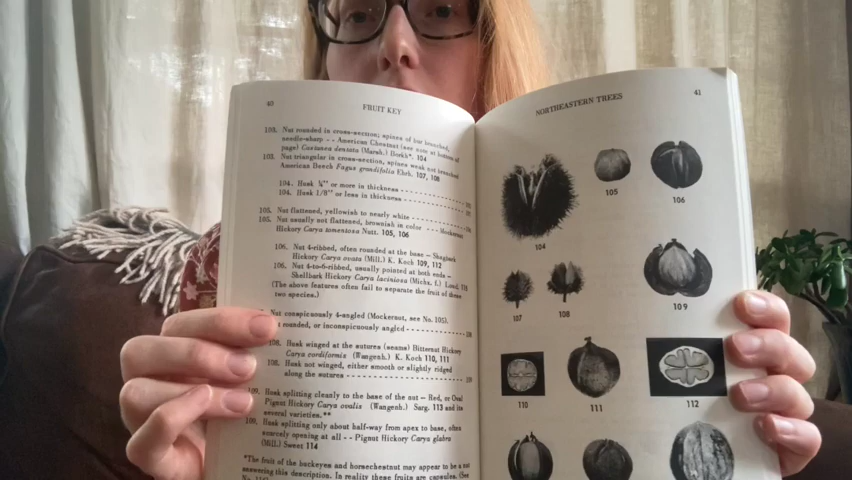 40
FRUIT KEY
103. Nut rounded in cross-section; spines of bur branched,
needle-sharp - - American Chestnut (see note at bottom of
page) Castanea dentata (Marsh.) Borkh*. 104
103. Nut triangular in cross-section, spines weak not branched
American Beech Fagus grandifolia Ehrh. 107, 108
104. Husk ¼" or more in thickness
104. Husk 1/8" or less in thickness
105. Nut flattened, yellowish to nearly white
105. Nut usually not flattened, brownish in color - - Mockernut
Hickory Carya tomentosa Nutt. 105, 106
106. Nut 4-ribbed, often rounded at the base — Shagbark
Hickory Carya ovata (Mill.) K. Koch 109, 112
106. Nut 4-to-6-ribbed, usually pointed at both ends —
Shellbark Hickory Carya laciniosa (Michx. f.) Loud.
(The above features often fail to separate the fruit of these
two species.)
Nut conspicuously 4-angled (Mockernut, see No. 105).
rounded, or inconspicuously angled
108. Husk winged at the sutures (seams) Bitternut Hickory
Carya cordiformis (Wangenh.) K. Koch 110, 111
108. Husk not winged, either smooth or slightly ridged
along the sutures
109. Husk splitting cleanly to the base of the nut — Red, or Oval
Pignut Hickory Carya ovalis (Wangenh.) Sarg. 113 and its
several varieties.**
109. Husk splitting only about half-way from apex to base, often
scarcely opening at all - - Pignut Hickory Carya glabra
(Mill.) Sweet 114
*The fruit of the buckeyes and horsechestnut may appear to be a nut
answering this description. In reality these fruits are capsules. (See
NORTHEASTERN TREES
41
104
105
106
107
108
109
110
111
112